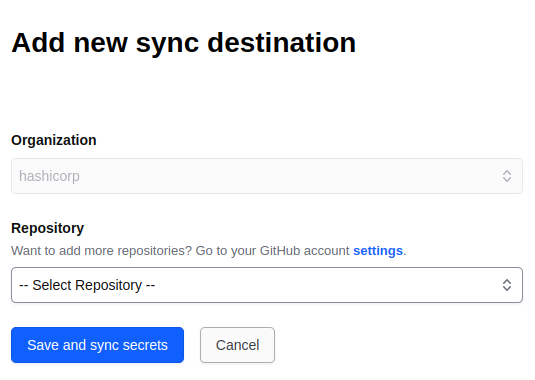 Add new sync destination
Organization
hashicorp
Repository
Want to add more repositories? Go to your GitHub account settings.
-- Select Repository --
Save and sync secrets
Cancel